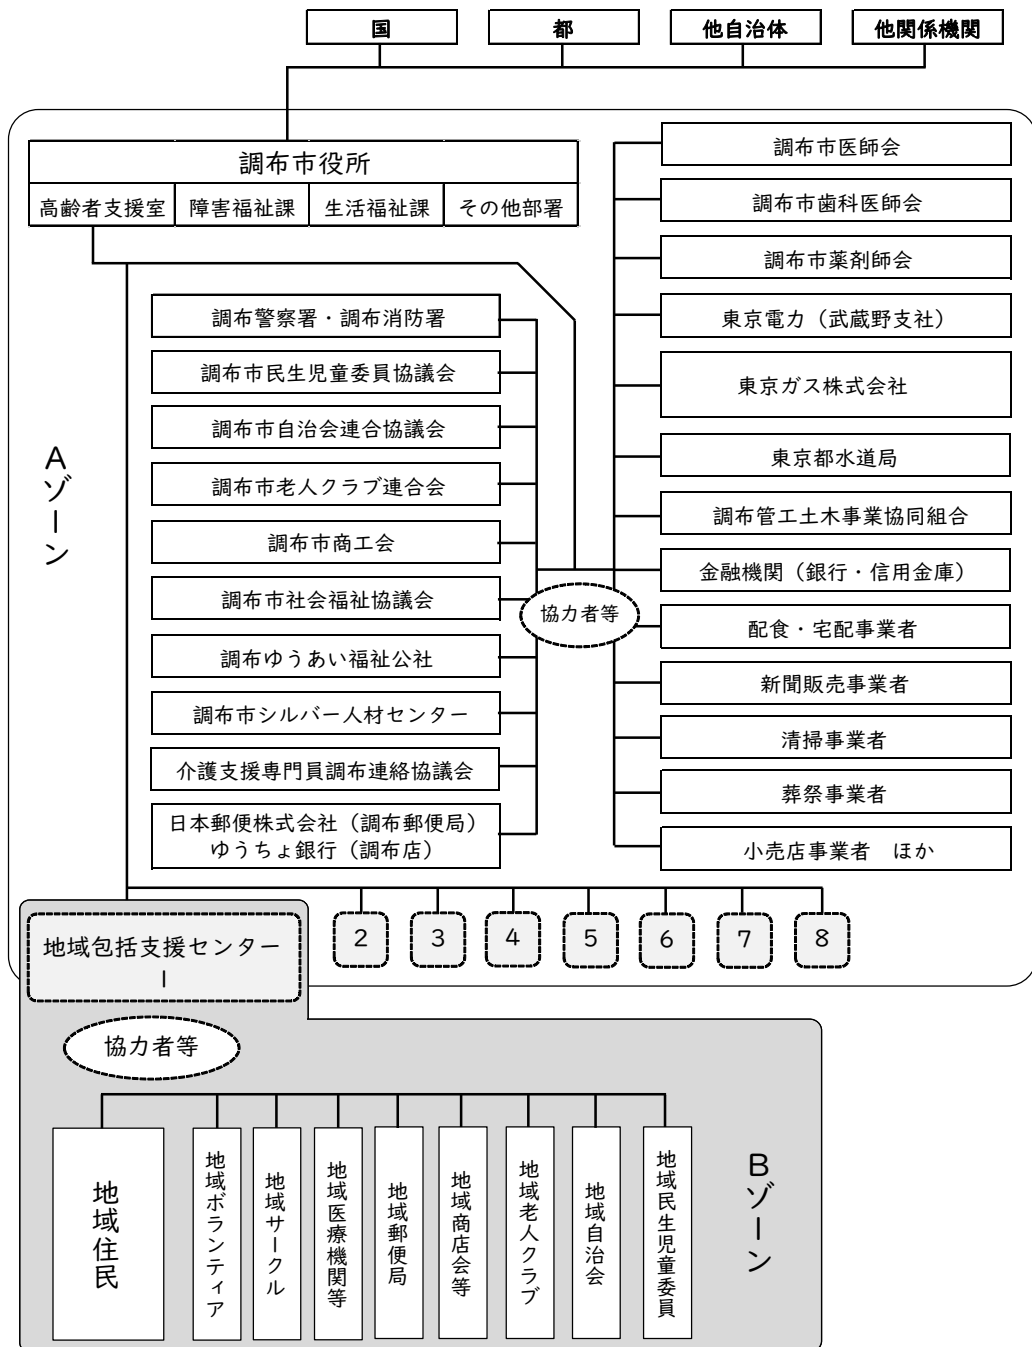 国
都
他自治体
他関係機関
調布市役所
高齢者支援室
障害福祉課
生活福祉課
その他部署
調布警察署・調布消防署
調布市民生児童委員協議会
調布市自治会連合協議会
調布市老人クラブ連合会
調布市商工会
調布市社会福祉協議会
調布ゆうあい福祉公社
調布市シルバー人材センター
介護支援専門員調布連絡協議会
日本郵便株式会社（調布郵便局）
ゆうちょ銀行（調布店）
協力者等
調布市医師会
調布市歯科医師会
調布市薬剤師会
東京電力（武蔵野支社）
東京ガス株式会社
東京都水道局
調布管工土木事業協同組合
金融機関（銀行・信用金庫）
配食・宅配事業者
新聞販売事業者
清掃事業者
葬祭事業者
小売店事業者　ほか
Aゾーン
地域包括支援センター
1
2
3
4
5
6
7
8
協力者等
地域住民
地域ボランティア
地域サークル
地域医療機関等
地域郵便局
地域商店会等
地域老人クラブ
地域自治会
地域民生児童委員
Bゾーン